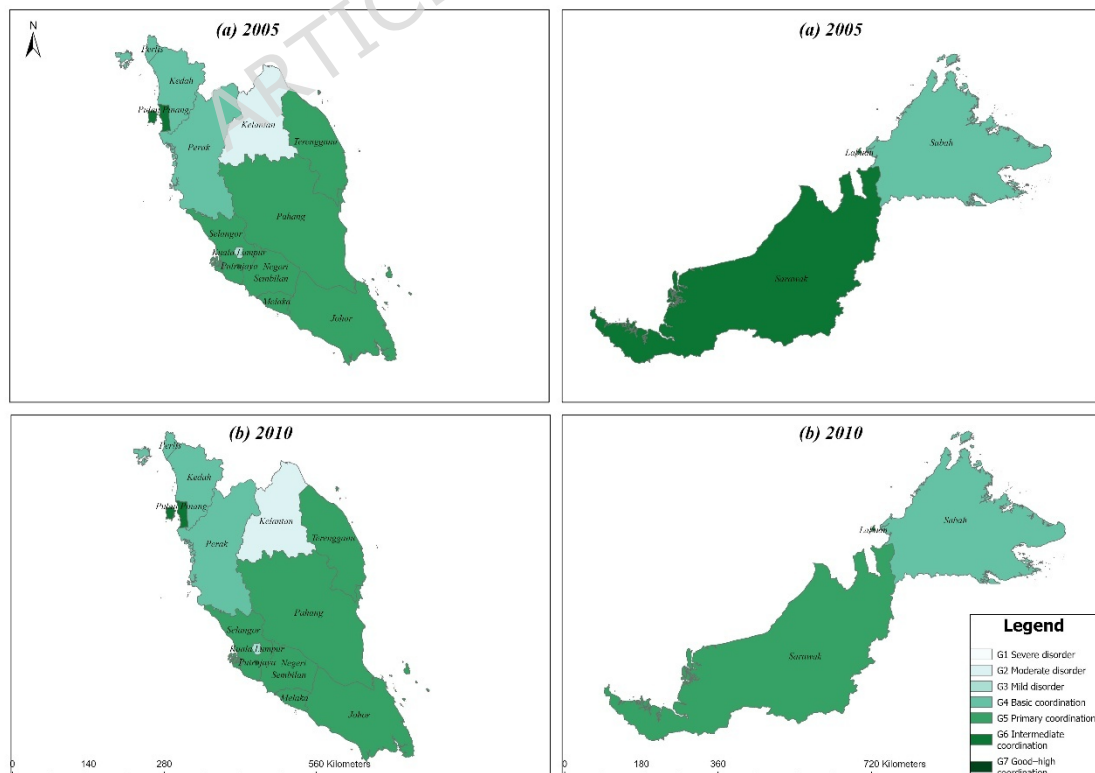 ARTIC
N
(a) 2005
Perlis
Kedah
Pulau Pinang
Kelantan
Perak
Terengganu
Pahang
Selangor
Kuala Lumpur
Putrajaya
Negeri
Sembilan
Melaka
Johor
(a) 2005
Labuan
Sabah
Sarawak
(b) 2010
Perlis
Kedah
Pulau Pinang
Kelantan
Perak
Terengganu
Pahang
Selangor
Kuala Lumpur
Putrajaya
Negeri
Sembilan
Melaka
Johor
0 140 280 560 Kilometers
(b) 2010
Labuan
Sabah
Sarawak
Legend
G1 Severe disorder
G2 Moderate disorder
G3 Mild disorder
G4 Basic coordination
G5 Primary coordination
G6 Intermediate
coordination
G7 Good–high
coordination
0 180 360 720 Kilometers